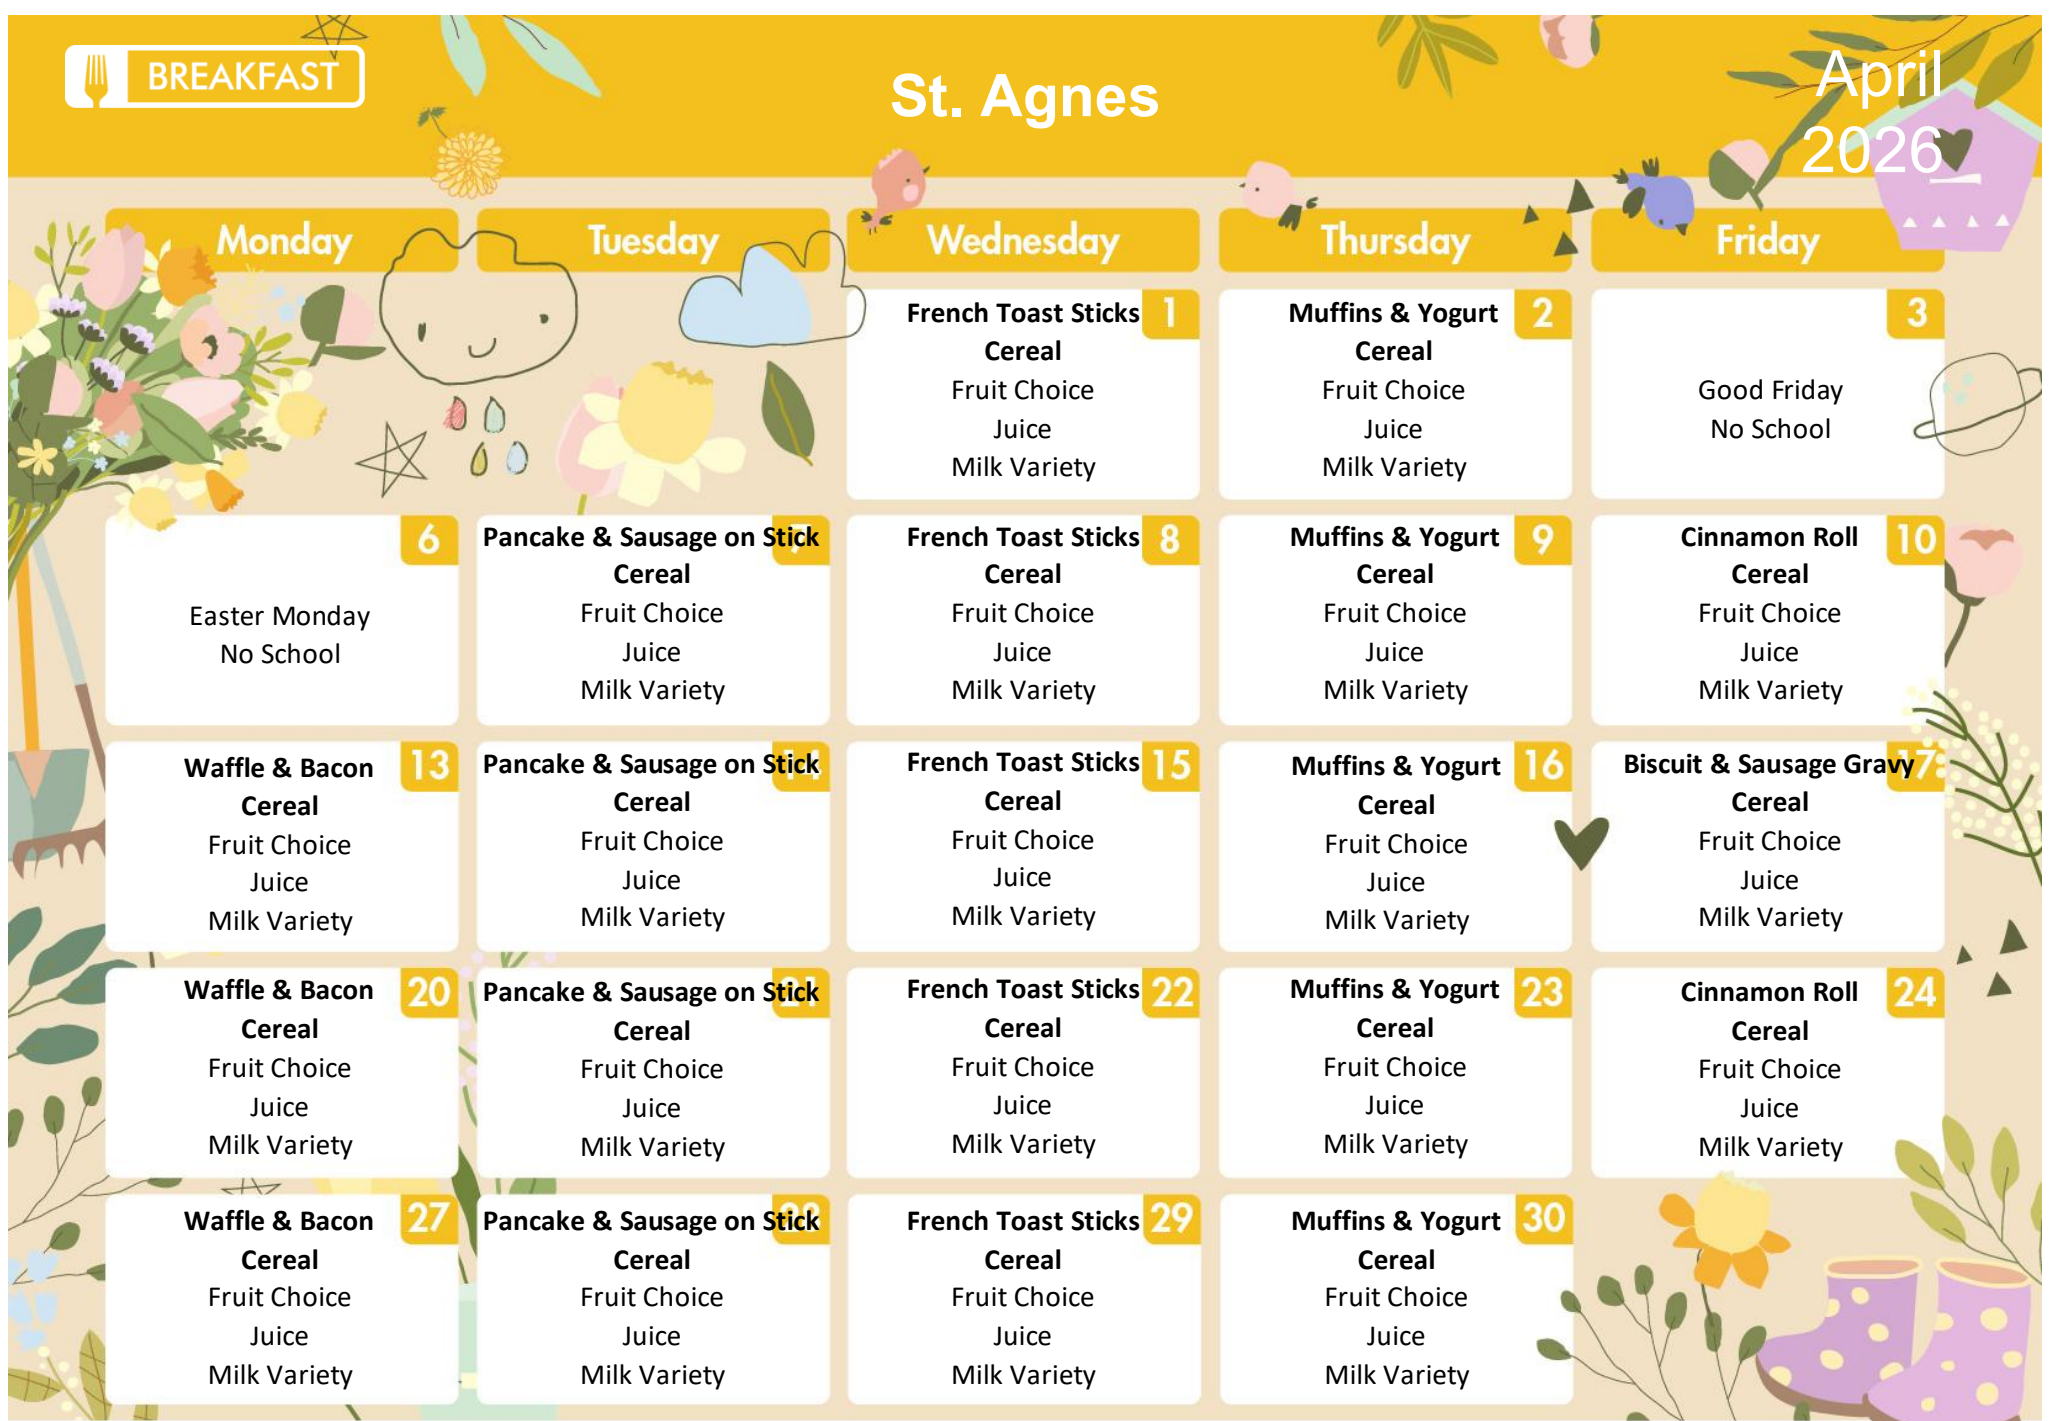 BREAKFAST
St. Agnes
April
2026
Monday
Tuesday
Wednesday
Thursday
Friday
French Toast Sticks 1
Cereal
Fruit Choice
Juice
Milk Variety
Muffins & Yogurt 2
Cereal
Fruit Choice
Juice
Milk Variety
3
Good Friday
No School
6
Easter Monday
No School
Pancake & Sausage on Stick 7
Cereal
Fruit Choice
Juice
Milk Variety
French Toast Sticks 8
Cereal
Fruit Choice
Juice
Milk Variety
Muffins & Yogurt 9
Cereal
Fruit Choice
Juice
Milk Variety
Cinnamon Roll 10
Cereal
Fruit Choice
Juice
Milk Variety
Waffle & Bacon 13
Cereal
Fruit Choice
Juice
Milk Variety
Pancake & Sausage on Stick 14
Cereal
Fruit Choice
Juice
Milk Variety
French Toast Sticks 15
Cereal
Fruit Choice
Juice
Milk Variety
Muffins & Yogurt 16
Cereal
Fruit Choice
Juice
Milk Variety
Biscuit & Sausage Gravy 17
Cereal
Fruit Choice
Juice
Milk Variety
Waffle & Bacon 20
Cereal
Fruit Choice
Juice
Milk Variety
Pancake & Sausage on Stick 21
Cereal
Fruit Choice
Juice
Milk Variety
French Toast Sticks 22
Cereal
Fruit Choice
Juice
Milk Variety
Muffins & Yogurt 23
Cereal
Fruit Choice
Juice
Milk Variety
Cinnamon Roll 24
Cereal
Fruit Choice
Juice
Milk Variety
Waffle & Bacon 27
Cereal
Fruit Choice
Juice
Milk Variety
Pancake & Sausage on Stick 28
Cereal
Fruit Choice
Juice
Milk Variety
French Toast Sticks 29
Cereal
Fruit Choice
Juice
Milk Variety
Muffins & Yogurt 30
Cereal
Fruit Choice
Juice
Milk Variety